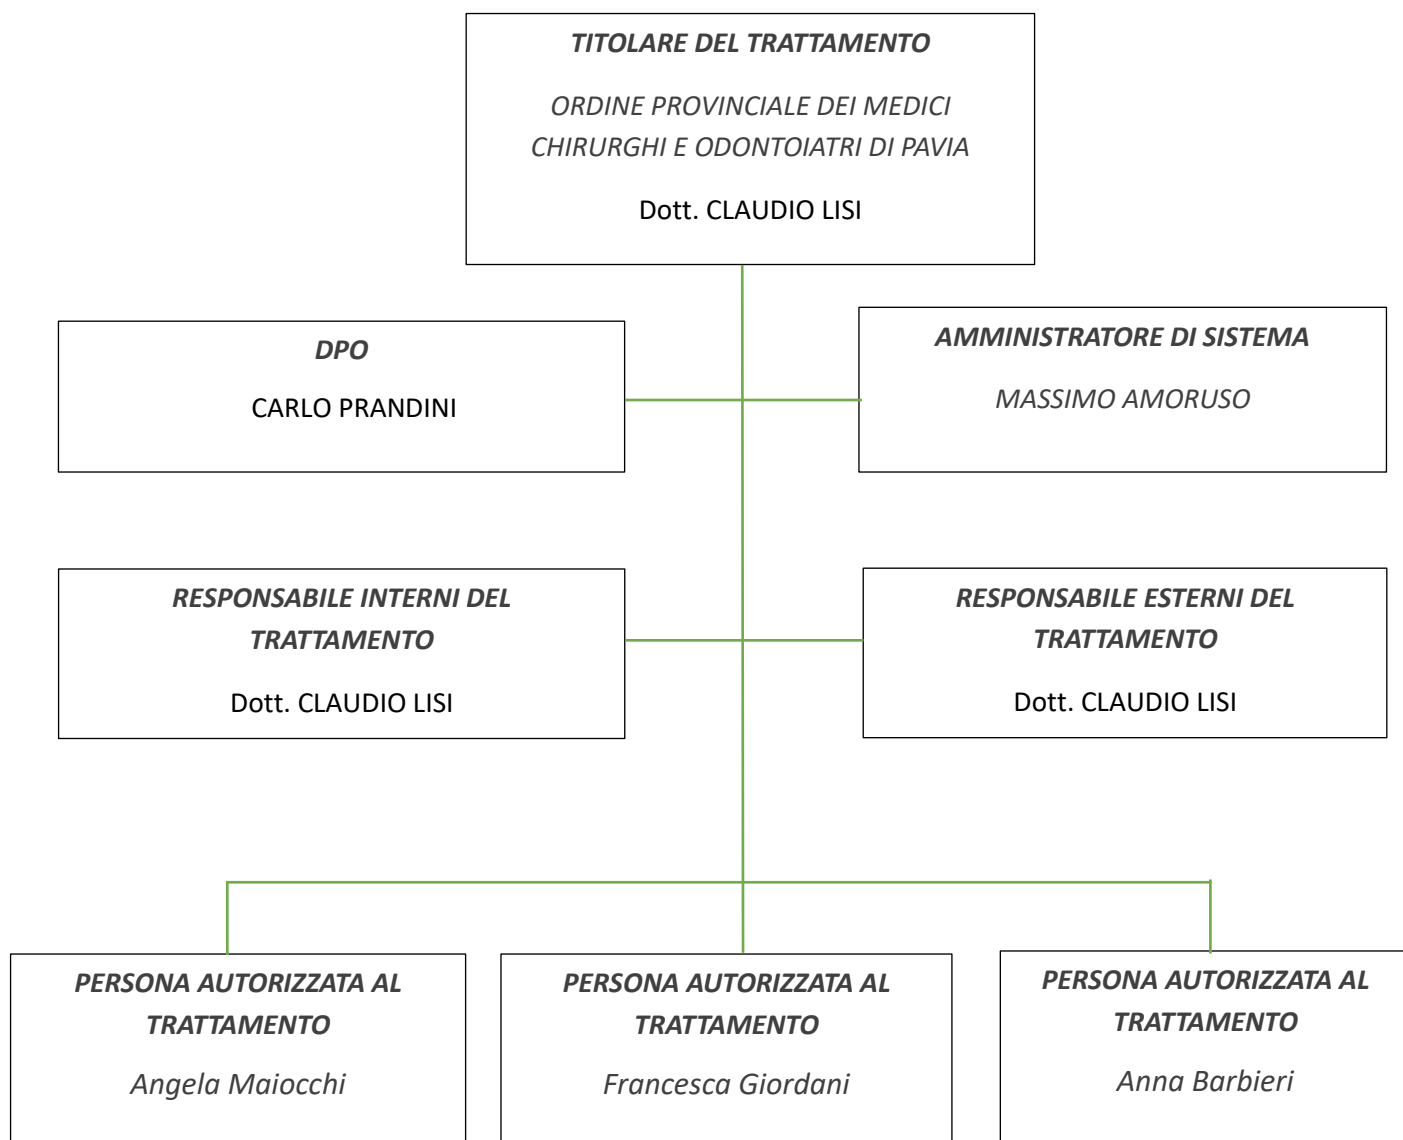 TITOLARE DEL TRATTAMENTO
ORDINE PROVINCIALE DEI MEDICI
CHIRURGHI E ODONTOIATRI DI PAVIA
Dott. CLAUDIO LISI
DPO
CARLO PRANDINI
AMMINISTRATORE DI SISTEMA
MASSIMO AMORUSO
RESPONSABILE INTERNI DEL
TRATTAMENTO
Dott. CLAUDIO LISI
RESPONSABILE ESTERNI DEL
TRATTAMENTO
Dott. CLAUDIO LISI
PERSONA AUTORIZZATA AL
TRATTAMENTO
Angela Maiocchi
PERSONA AUTORIZZATA AL
TRATTAMENTO
Francesca Giordani
PERSONA AUTORIZZATA AL
TRATTAMENTO
Anna Barbieri